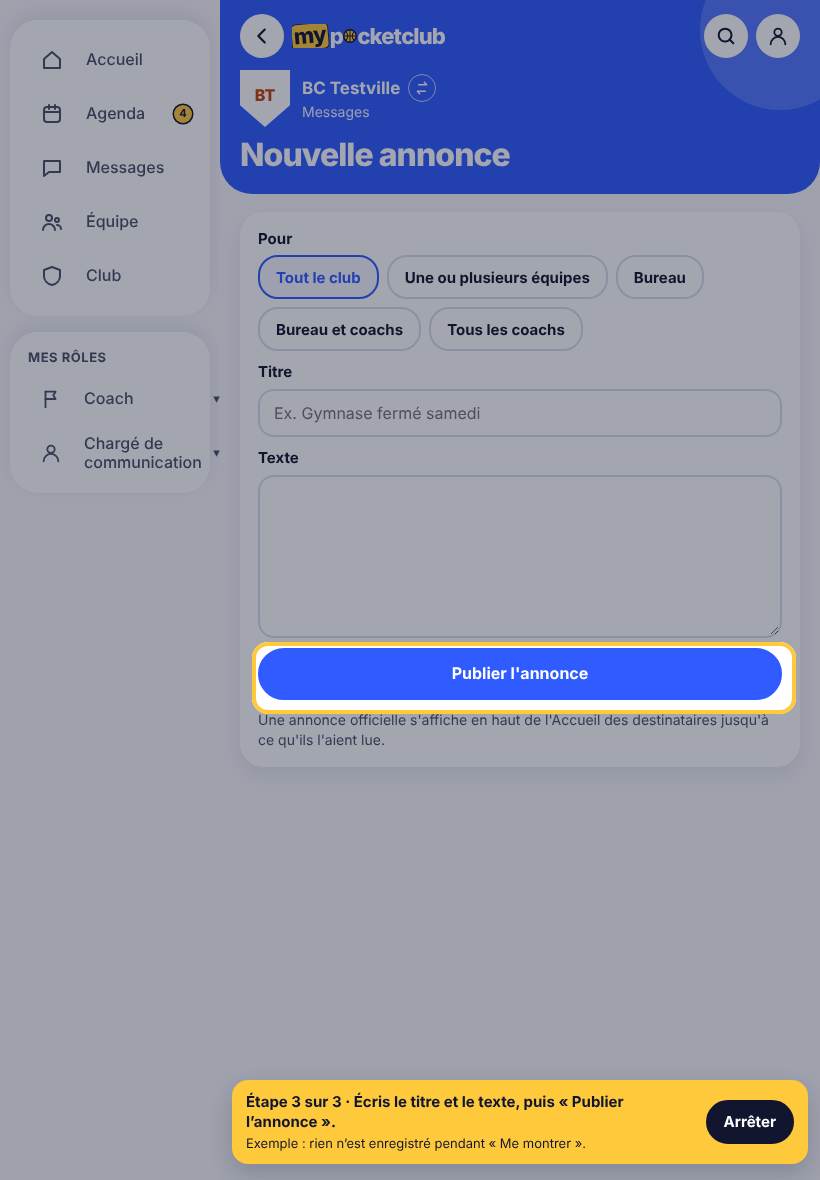 Accueil
Agenda
4
Messages
Équipe
Club
MES RÔLES
Coach ▾
Chargé de
communication ▾
mypocketclub
BT
BC Testville
Messages
Nouvelle annonce
Pour
Tout le club
Une ou plusieurs équipes
Bureau
Bureau et coachs
Tous les coachs
Titre
Ex. Gymnase fermé samedi
Texte
Publier l'annonce
Une annonce officielle s'affiche en haut de l'Accueil des destinataires jusqu'à
ce qu'ils l'aient lue.
Étape 3 sur 3 · Écris le titre et le texte, puis « Publier
l’annonce ».
Exemple : rien n’est enregistré pendant « Me montrer ».
Arrêter